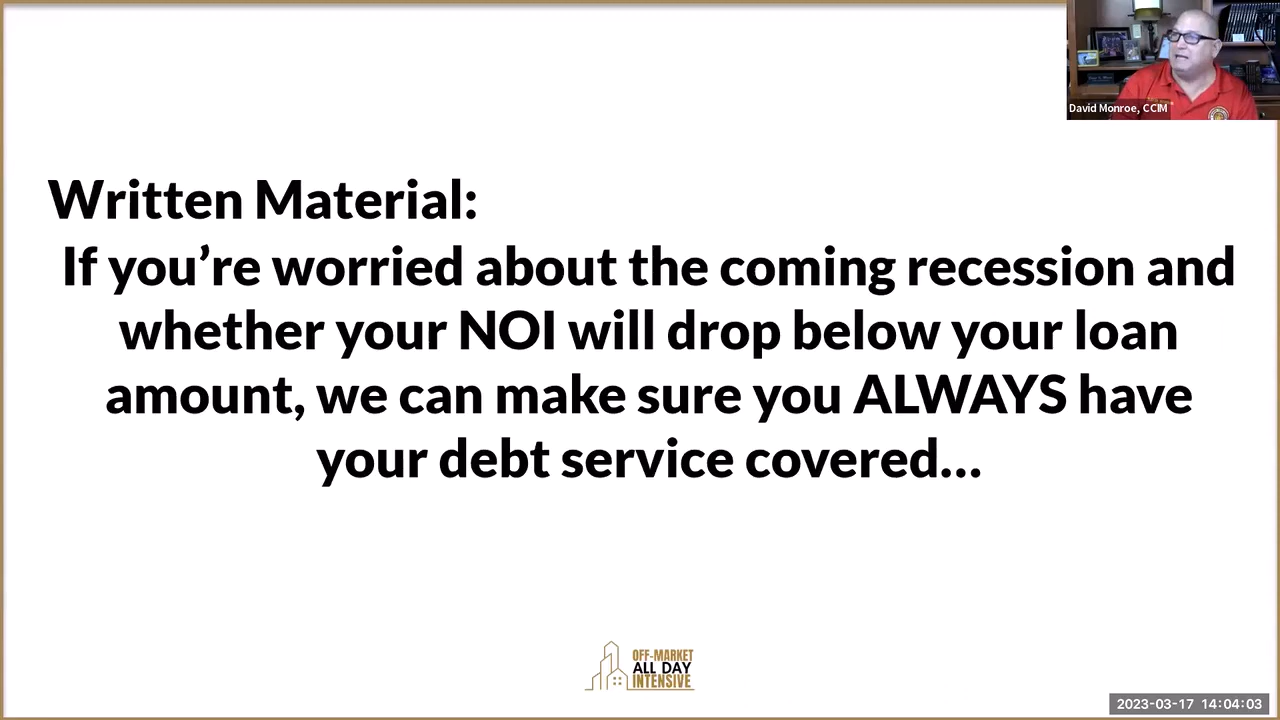 David Monroe, CCIM
Written Material:
If you’re worried about the coming recession and
whether your NOI will drop below your loan
amount, we can make sure you ALWAYS have
your debt service covered...
OFF-MARKET
ALL DAY
INTENSIVE
2023-03-17 14:04:03